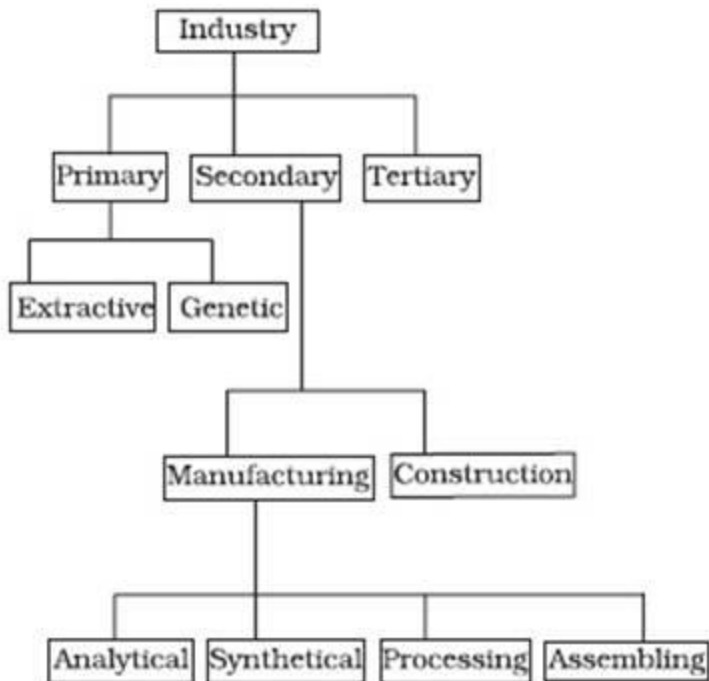 Industry
Primary
Secondary
Tertiary
Extractive
Genetic
Manufacturing
Construction
Analytical
Synthetical
Processing
Assembling